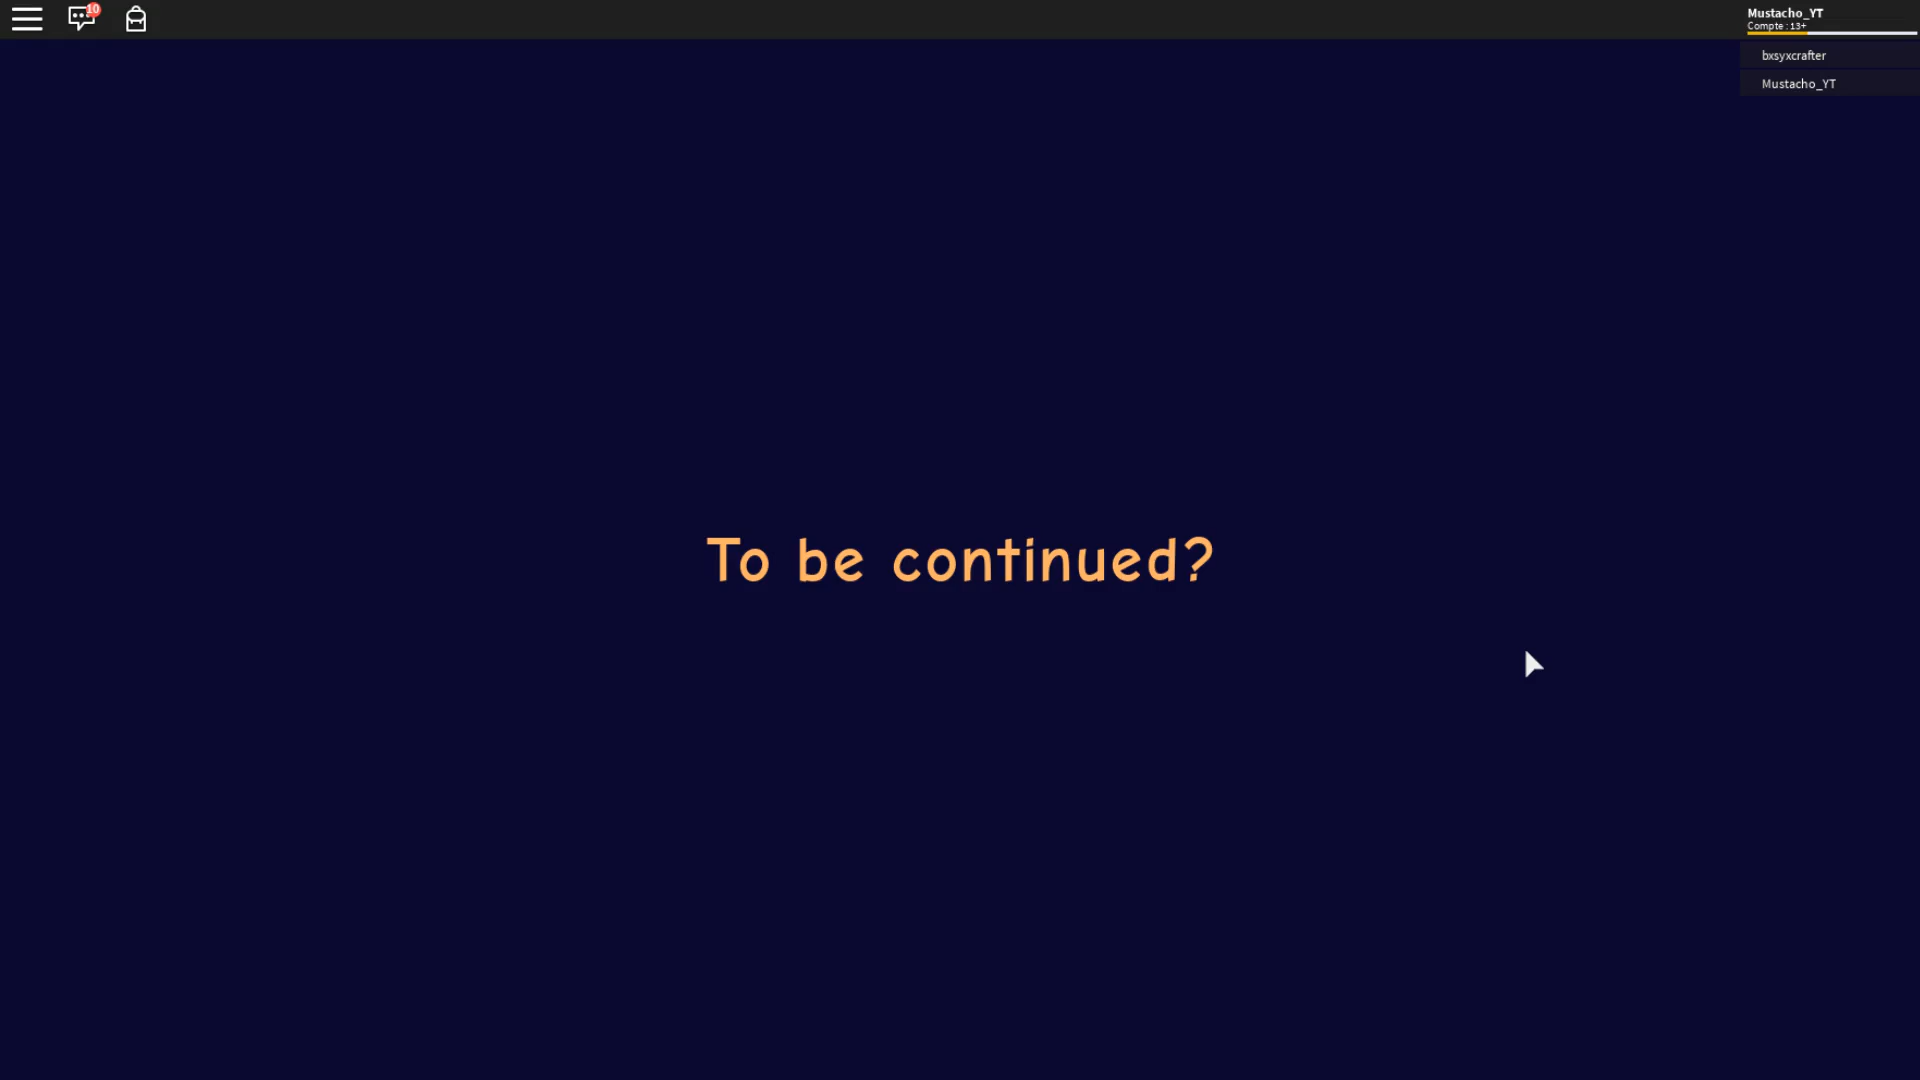 10
Mustacho_YT
Compte : 13+
bxsyxcrafter
Mustacho_YT
To be continued?